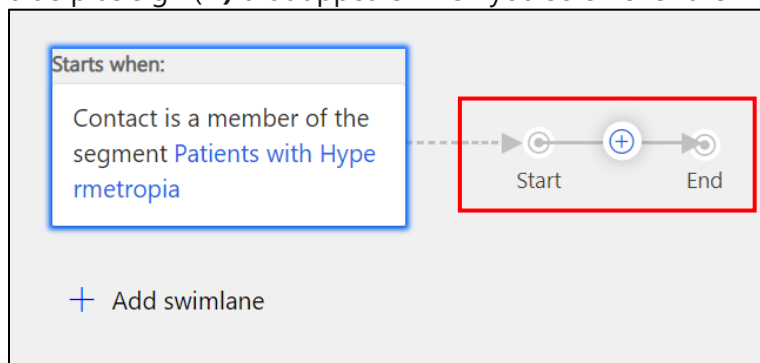 Starts when:
Contact is a member of the
segment Patients with Hype
rmetropia
Start
End
Add swimlane